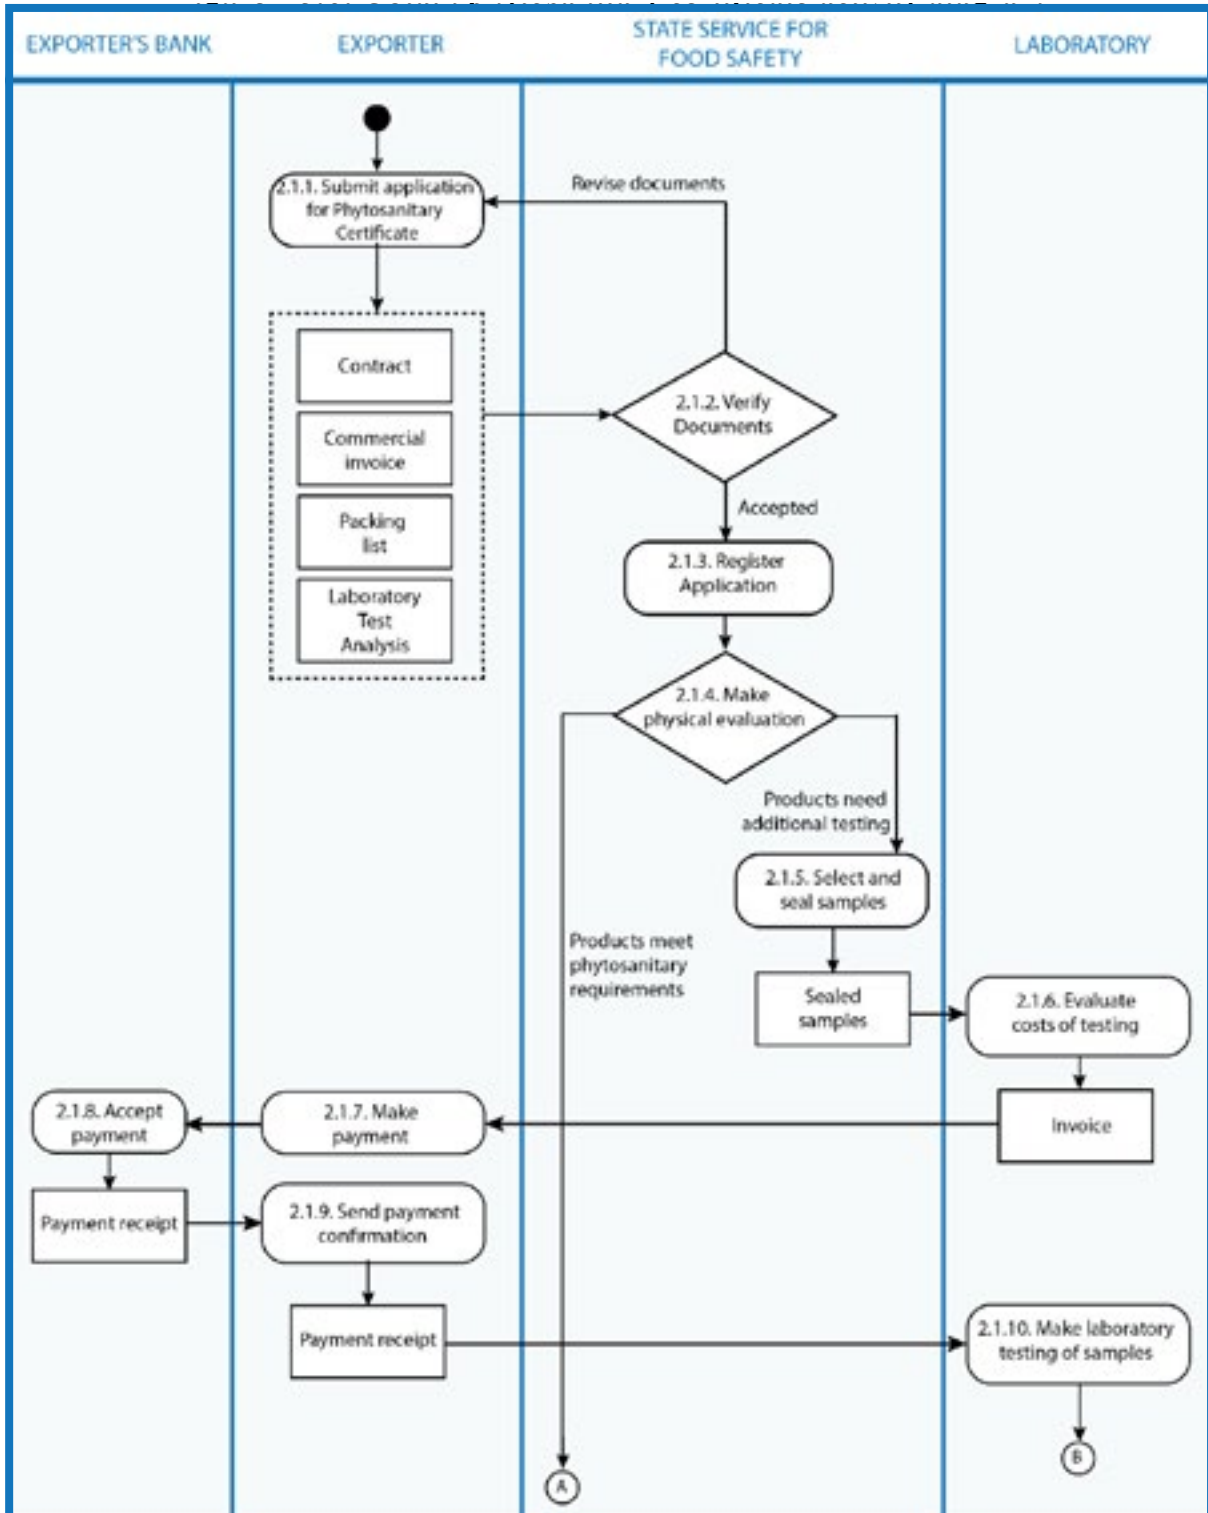 EXPORTER'S BANK
EXPORTER
STATE SERVICE FOR
FOOD SAFETY
LABORATORY
2.1.1. Submit application
for Phytosanitary
Certificate
Revise documents
Contract
Commercial
invoice
Packing
list
Laboratory
Test
Analysis
2.1.2. Verify
Documents
Accepted
2.1.3. Register
Application
2.1.4. Make
physical evaluation
Products need
additional testing
2.1.5. Select and
seal samples
Products meet
phytosanitary
requirements
Sealed
samples
2.1.6. Evaluate
costs of testing
Invoice
2.1.7. Make
payment
2.1.8. Accept
payment
Payment receipt
2.1.9. Send payment
confirmation
Payment receipt
2.1.10. Make laboratory
testing of samples
A
B